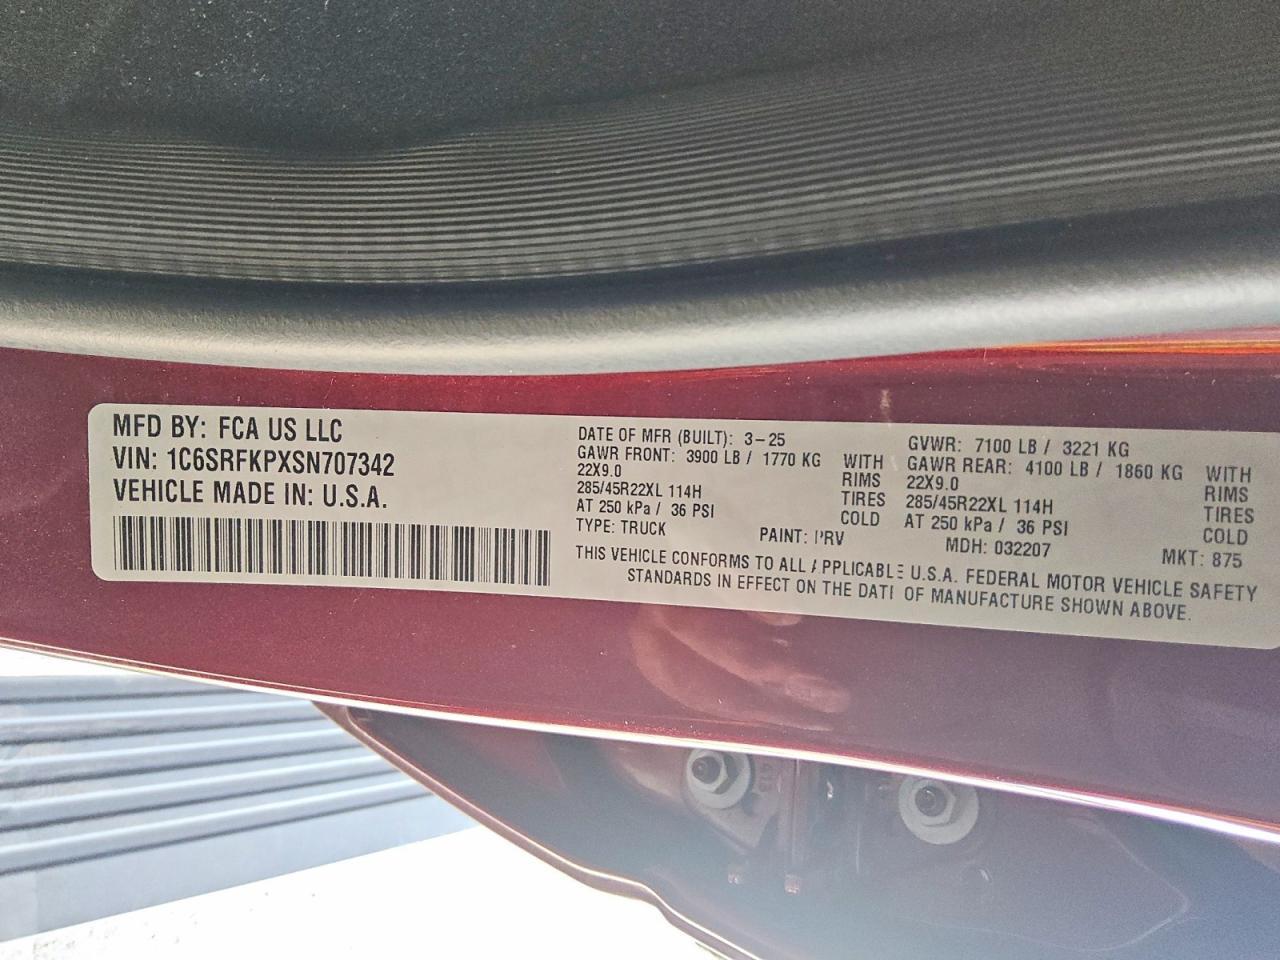 MFD BY: FCA US LLC
VIN: 1C6SRFKPXSN707342
VEHICLE MADE IN: U.S.A.
DATE OF MFR (BUILT): 3-25
GAWR FRONT: 3900 LB / 1770 KG WITH
22X9.0 RIMS
285/45R22XL 114H TIRES
AT 250 kPa / 36 PSI COLD
TYPE: TRUCK PAINT: PRV
GVWR: 7100 LB / 3221 KG
GAWR REAR: 4100 LB / 1860 KG WITH
22X9.0 RIMS
285/45R22XL 114H TIRES
AT 250 kPa / 36 PSI COLD
MDH: 032207 MKT: 875
THIS VEHICLE CONFORMS TO ALL APPLICABLE U.S.A. FEDERAL MOTOR VEHICLE SAFETY
STANDARDS IN EFFECT ON THE DATE OF MANUFACTURE SHOWN ABOVE.